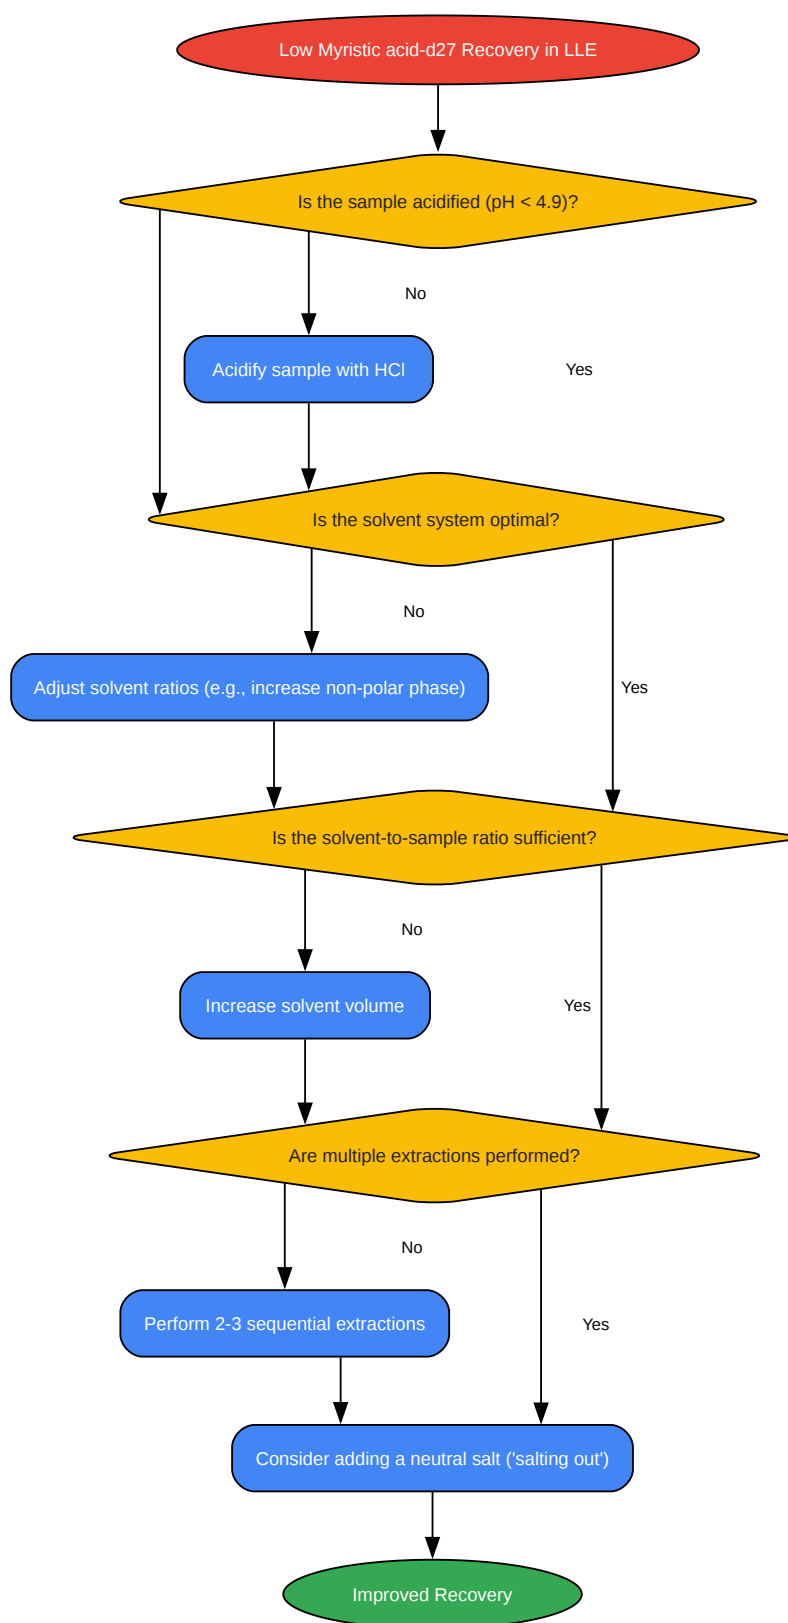 Low Myristic acid-d27 Recovery in LLE
Is the sample acidified (pH < 4.9)?
No
Acidify sample with HCl
Yes
Is the solvent system optimal?
No
Adjust solvent ratios (e.g., increase non-polar phase)
Yes
Is the solvent-to-sample ratio sufficient?
No
Increase solvent volume
Yes
Are multiple extractions performed?
No
Perform 2-3 sequential extractions
Yes
Consider adding a neutral salt ('salting out')
Improved Recovery